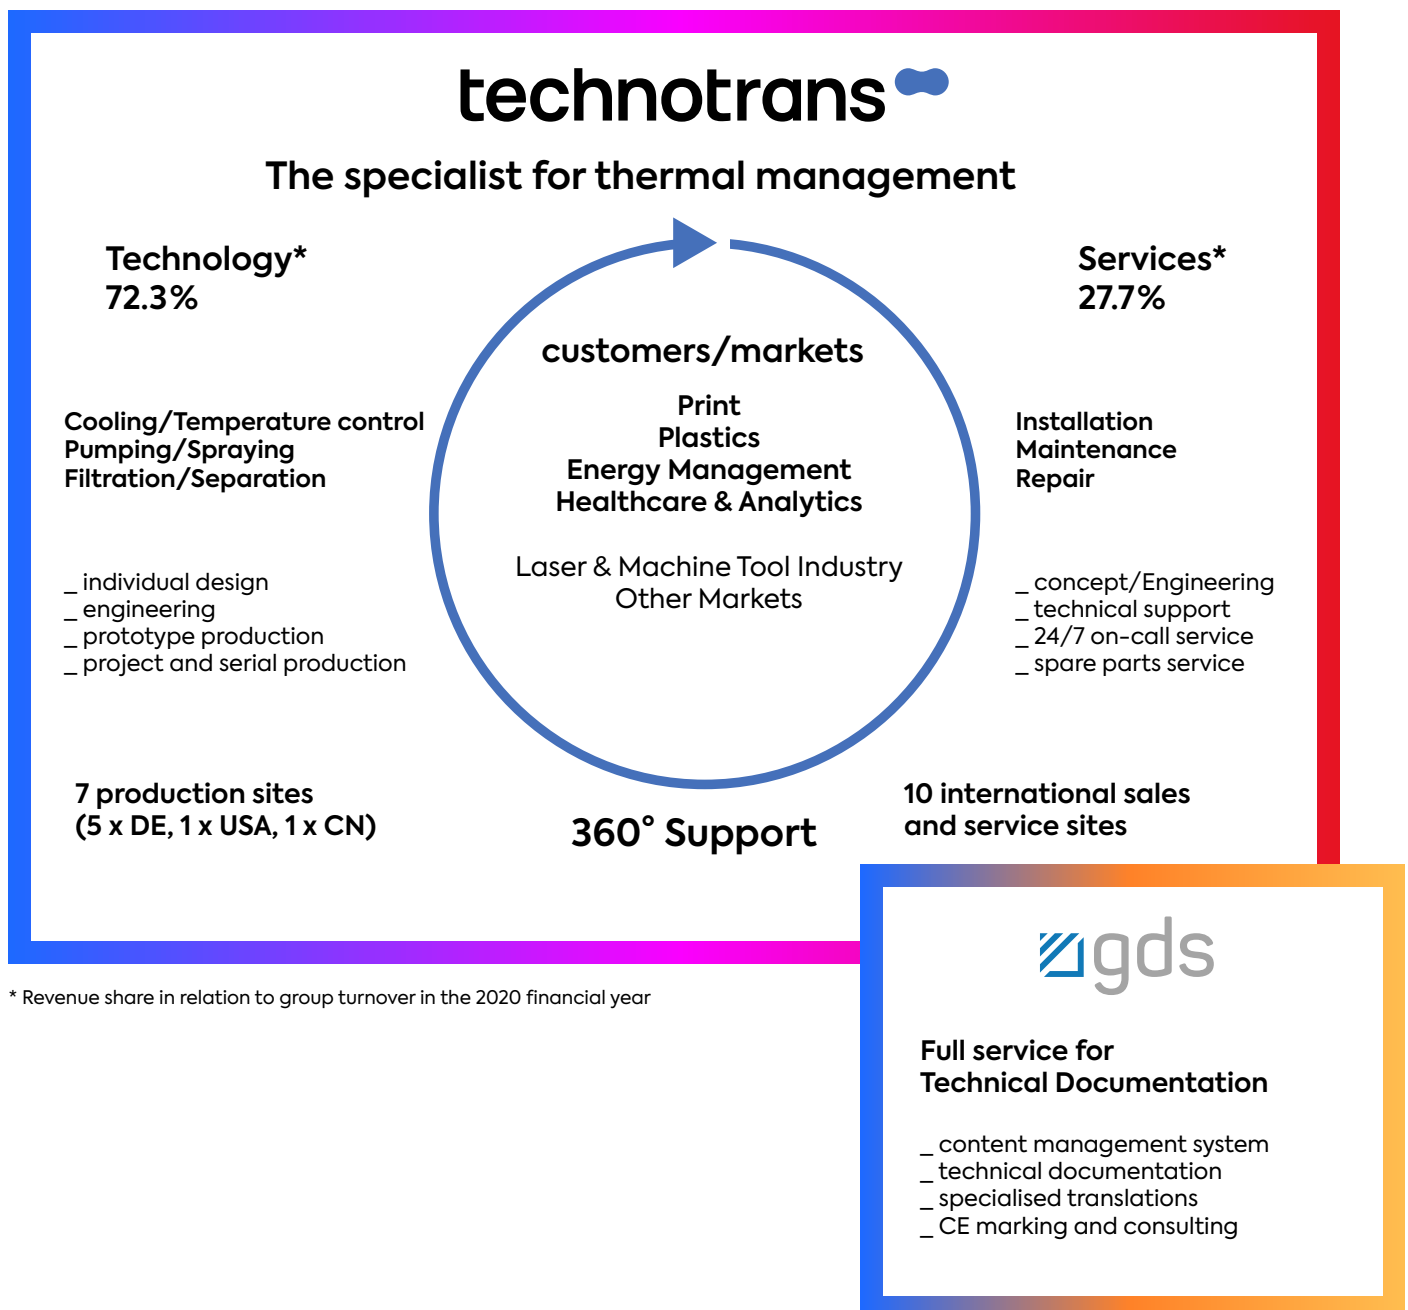 technotrans
The specialist for thermal management
Technology*
72.3%
Services*
27.7%
customers/markets
Print
Plastics
Energy Management
Healthcare & Analytics
Laser & Machine Tool Industry
Other Markets
Cooling/Temperature control
Pumping/Spraying
Filtration/Separation
Installation
Maintenance
Repair
_ individual design
_ engineering
_ prototype production
_ project and serial production
_ concept/Engineering
_ technical support
_ 24/7 on-call service
_ spare parts service
7 production sites
(5 x DE, 1 x USA, 1 x CN)
360° Support
10 international sales
and service sites
gds
* Revenue share in relation to group turnover in the 2020 financial year
Full service for
Technical Documentation
_ content management system
_ technical documentation
_ specialised translations
_ CE marking and consulting